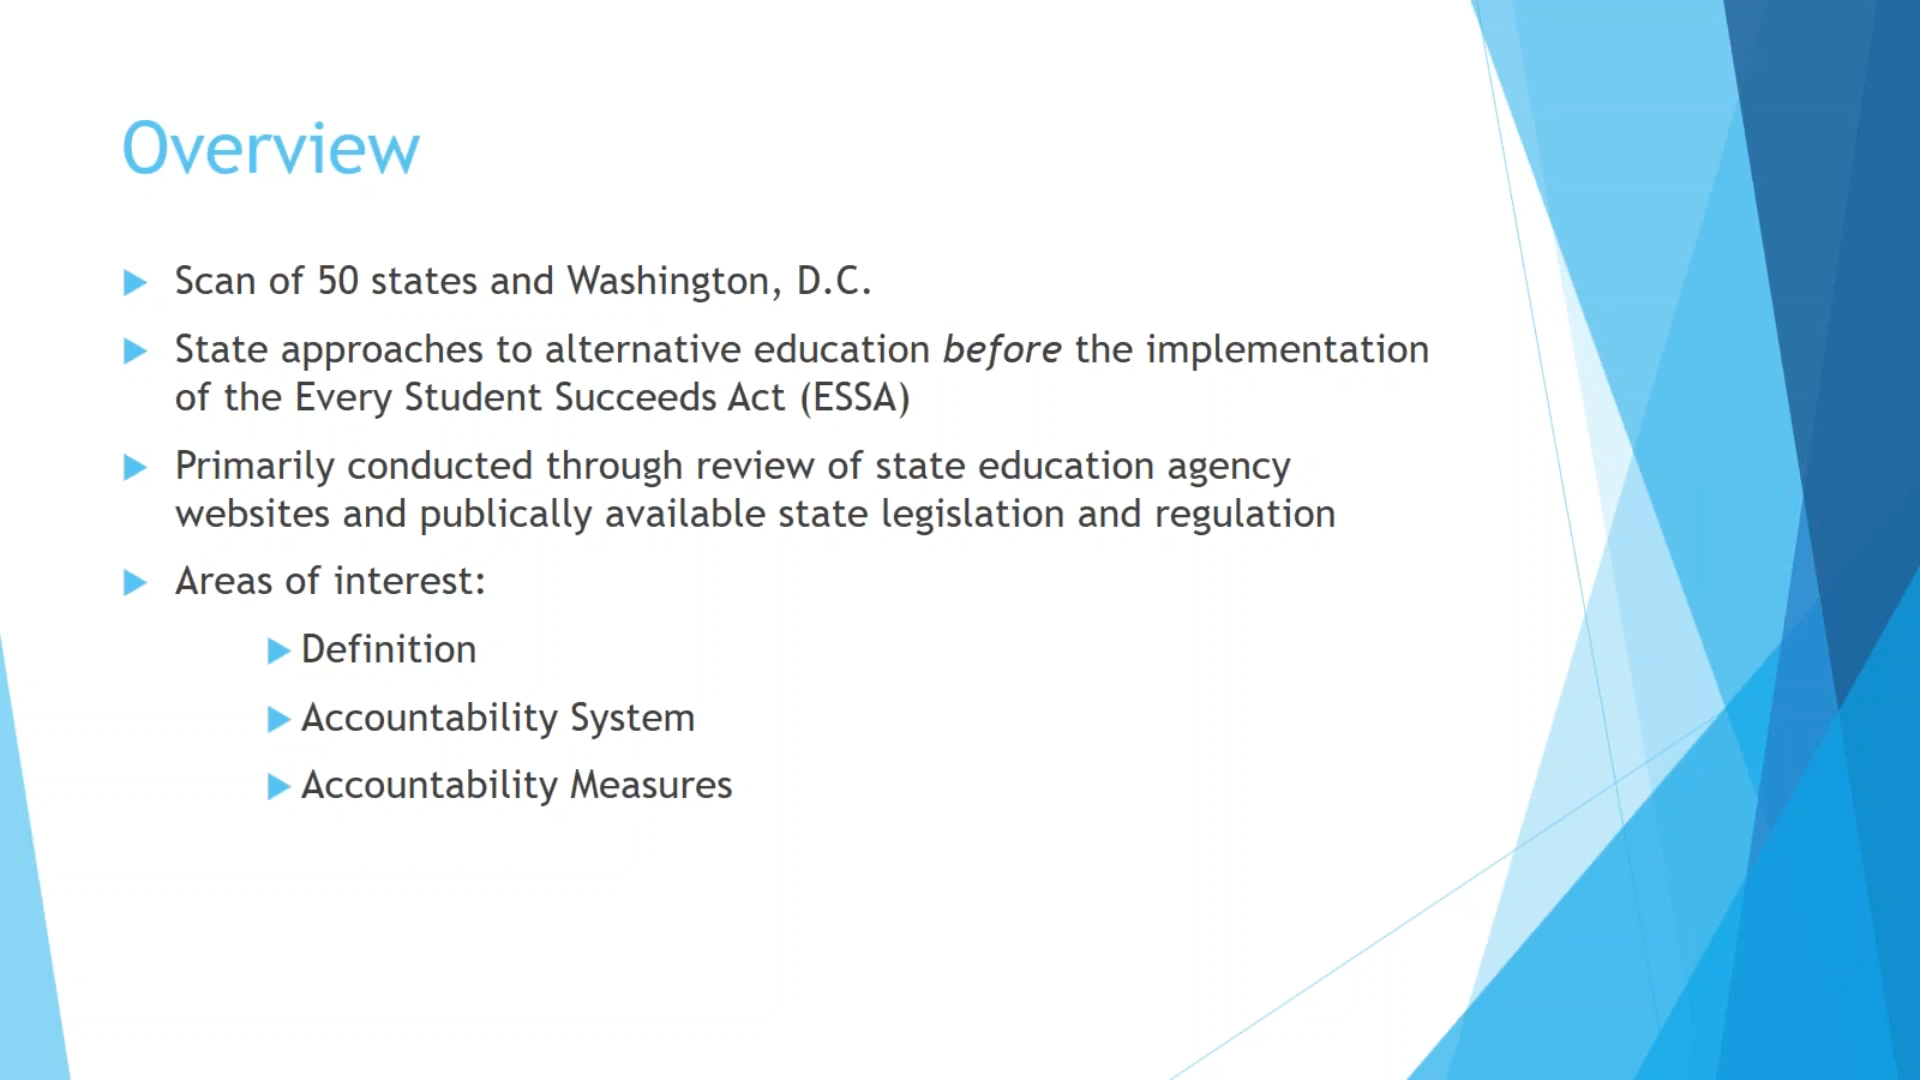 Overview
Scan of 50 states and Washington, D.C.
State approaches to alternative education before the implementation
of the Every Student Succeeds Act (ESSA)
Primarily conducted through review of state education agency
websites and publically available state legislation and regulation
Areas of interest:
Definition
Accountability System
Accountability Measures